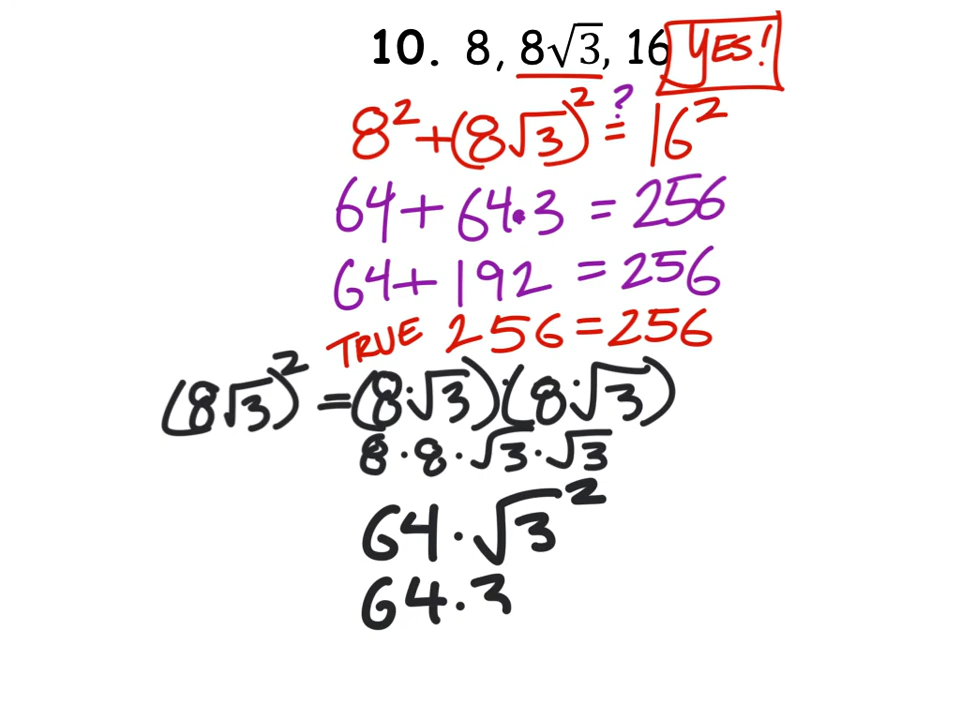 10. 8, 8√3, 16 YES!
8² + (8√3)² ?= 16²
64 + 64•3 = 256
64 + 192 = 256
TRUE 256 = 256
(8√3)² = (8·√3)·(8·√3)
8·8·√3·√3
64·√3²
64·3